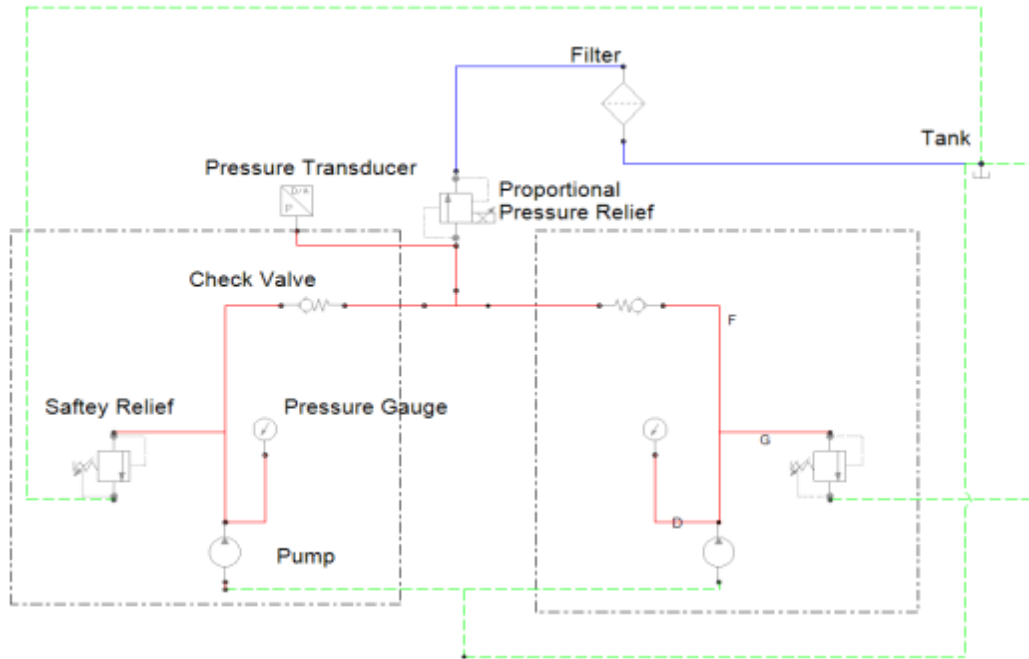 Filter
Tank
Pressure Transducer
D/A
P
Proportional
Pressure Relief
Check Valve
F
Saftey Relief
Pressure Gauge
G
D
Pump